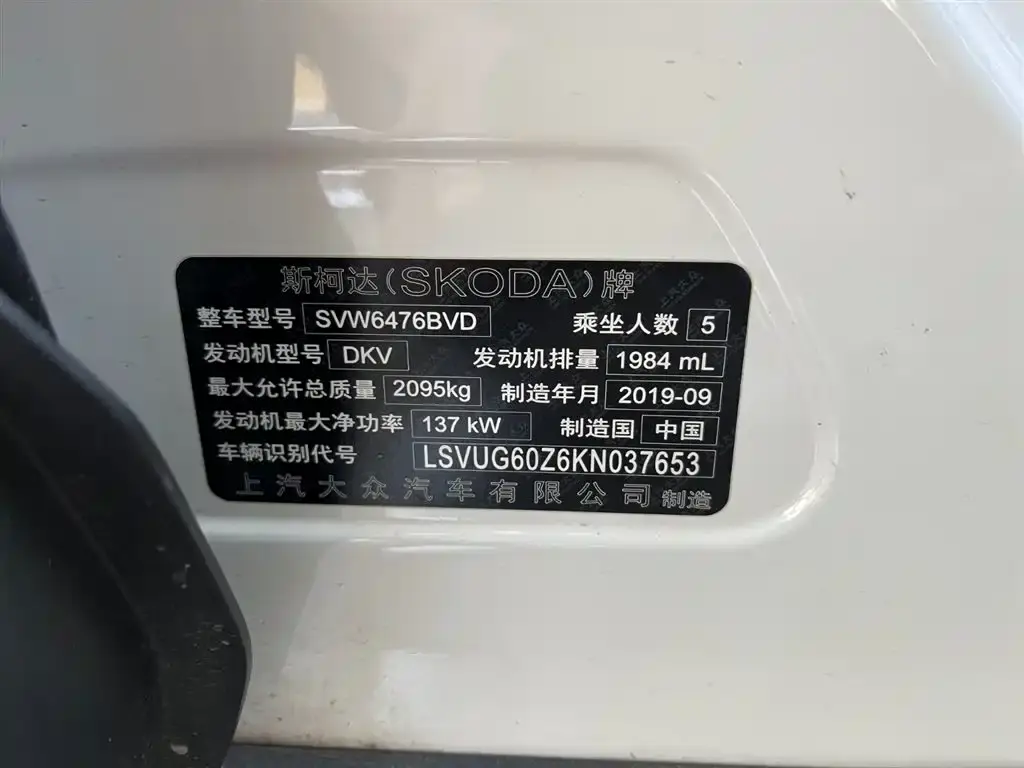 斯柯达(SKODA)牌
整车型号 SVW6476BVD 乘坐人数 5
发动机型号 DKV 发动机排量 1984 mL
最大允许总质量 2095kg 制造年月 2019-09
发动机最大净功率 137 kW 制造国 中国
车辆识别代号 LSVUG60Z6KN037653
上汽大众汽车有限公司 制造